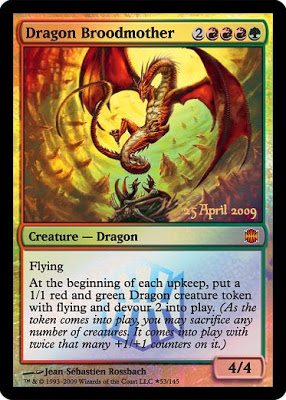 Dragon Broodmother 2
25 April 2009
Creature — Dragon
Flying
At the beginning of each upkeep, put a
1/1 red and green Dragon creature token
with flying and devour 2 into play. (As the
token comes into play, you may sacrifice any
number of creatures. It comes into play with
twice that many +1/+1 counters on it.)
Jean-Sébastien Rossbach
™ & © 1993–2009 Wizards of the Coast LLC ★53/145
4/4